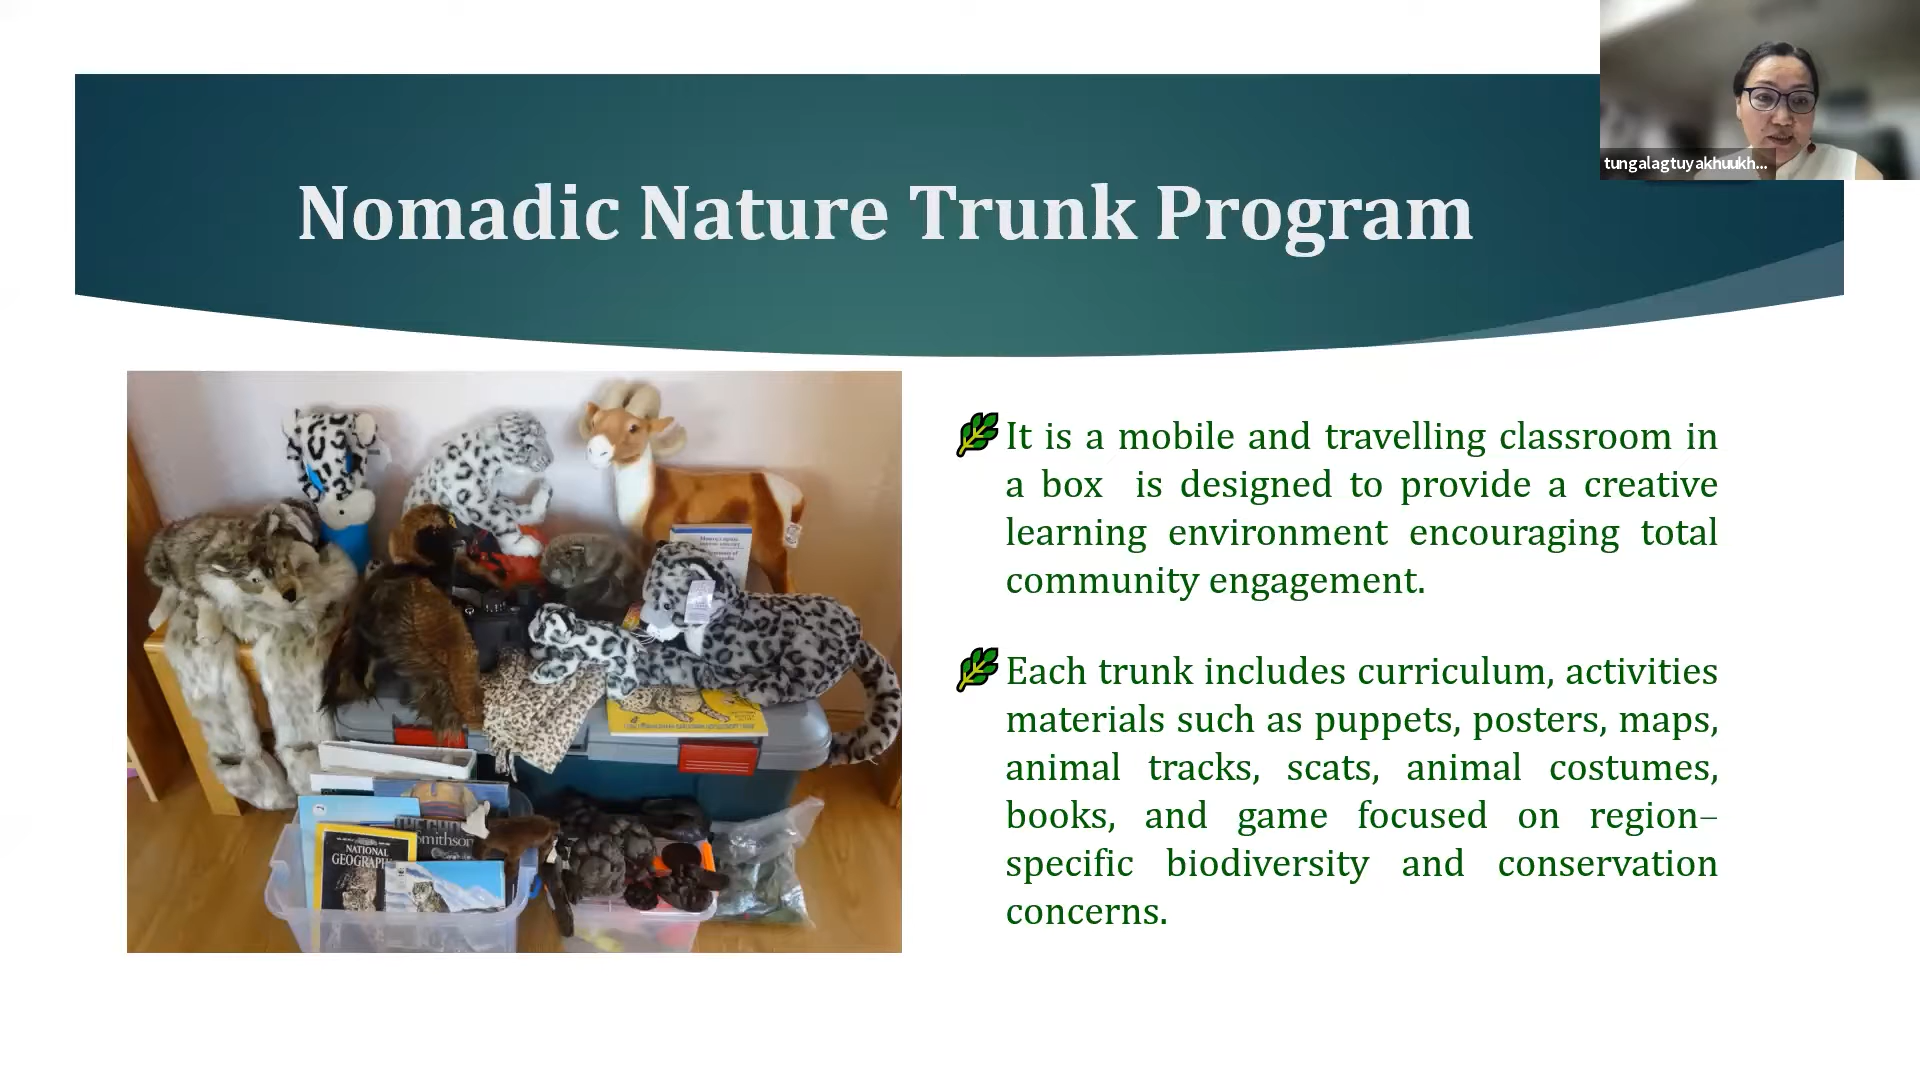 tungalagtuyakhuukh...
Nomadic Nature Trunk Program
It is a mobile and travelling classroom in
a box is designed to provide a creative
learning environment encouraging total
community engagement.
Each trunk includes curriculum, activities
materials such as puppets, posters, maps,
animal tracks, scats, animal costumes,
books, and game focused on region–
specific biodiversity and conservation
concerns.
NATIONAL
GEOGRAPHI
Smithson